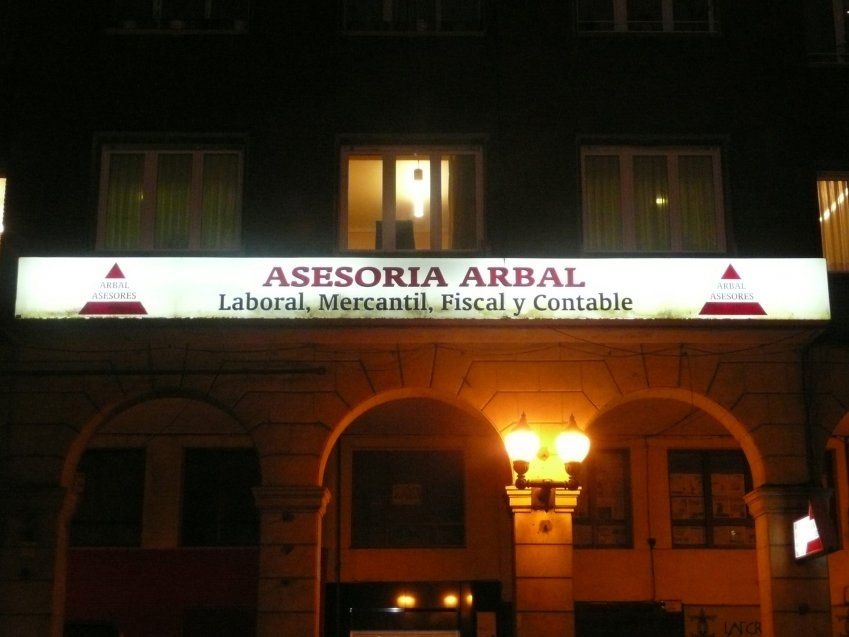 ASESORIA ARBAL
Laboral, Mercantil, Fiscal y Contable
ARBAL
ASESORES
ARBAL
ASESORES